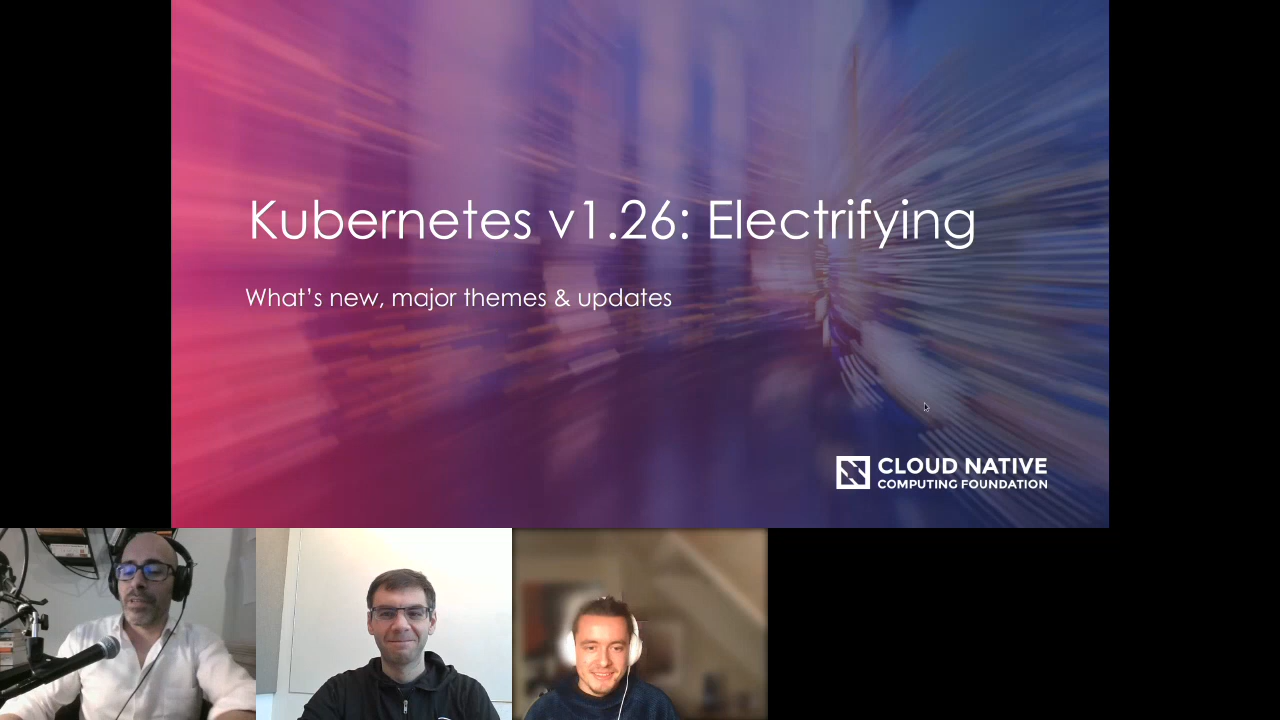 Kubernetes v1.26: Electrifying
What's new, major themes & updates
CLOUD NATIVE
COMPUTING FOUNDATION